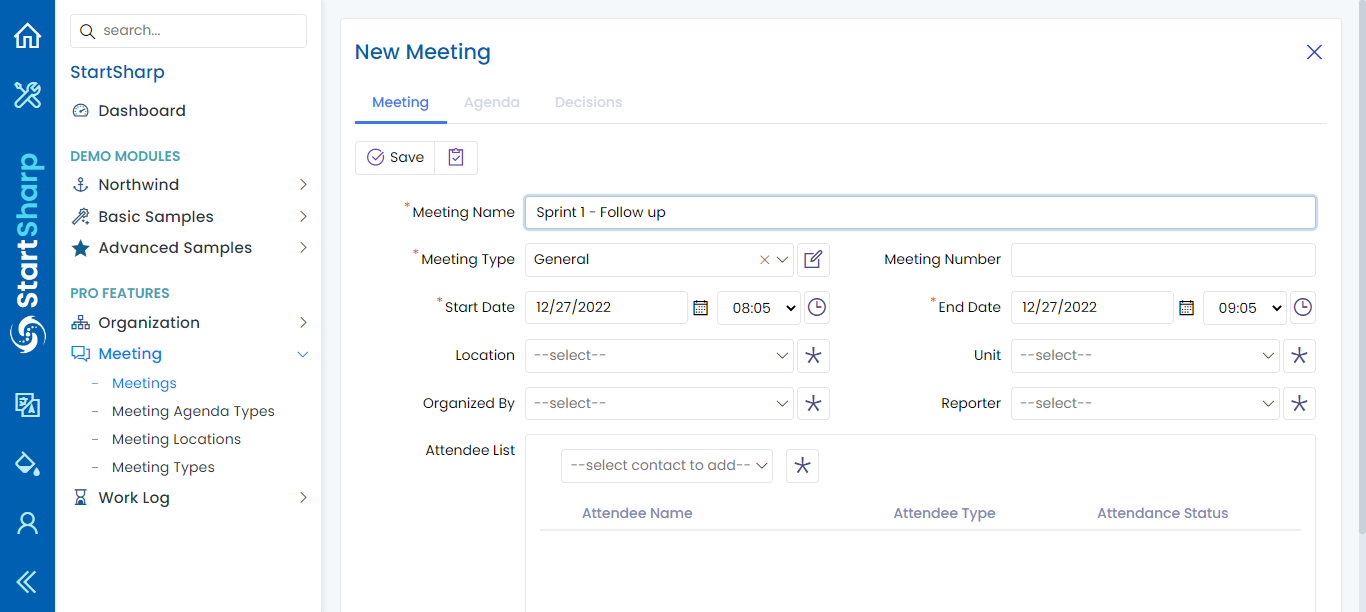 StartSharp
search...
StartSharp
Dashboard
DEMO MODULES
Northwind
Basic Samples
Advanced Samples
PRO FEATURES
Organization
Meeting
- Meetings
- Meeting Agenda Types
- Meeting Locations
- Meeting Types
Work Log
New Meeting
Meeting Agenda Decisions
Save
*Meeting Name Sprint 1 - Follow up
*Meeting Type General Meeting Number
*Start Date 12/27/2022 08:05 *End Date 12/27/2022 09:05
Location --select-- Unit --select--
Organized By --select-- Reporter --select--
Attendee List --select contact to add--
Attendee Name Attendee Type Attendance Status